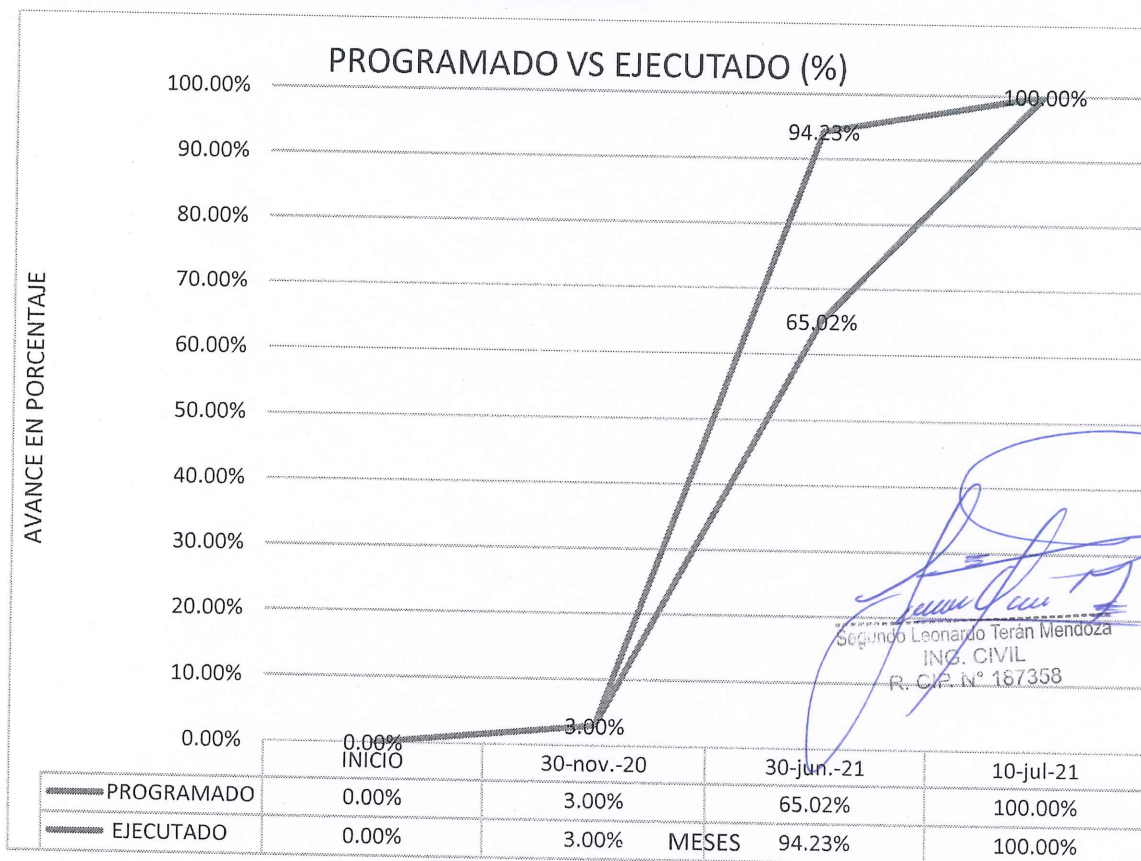 PROGRAMADO VS EJECUTADO (%)
AVANCE EN PORCENTAJE
100.00%
90.00%
80.00%
70.00%
60.00%
50.00%
40.00%
30.00%
20.00%
10.00%
0.00%
100.00%
94.23%
65.02%
3.00%
0.00%
Segundo Leonardo Terán Mendoza
ING. CIVIL
R. CIP. N° 187358
INICIO 30-nov.-20 30-jun.-21 10-jul-21
PROGRAMADO 0.00% 3.00% 65.02% 100.00%
EJECUTADO 0.00% 3.00% 94.23% 100.00%
MESES